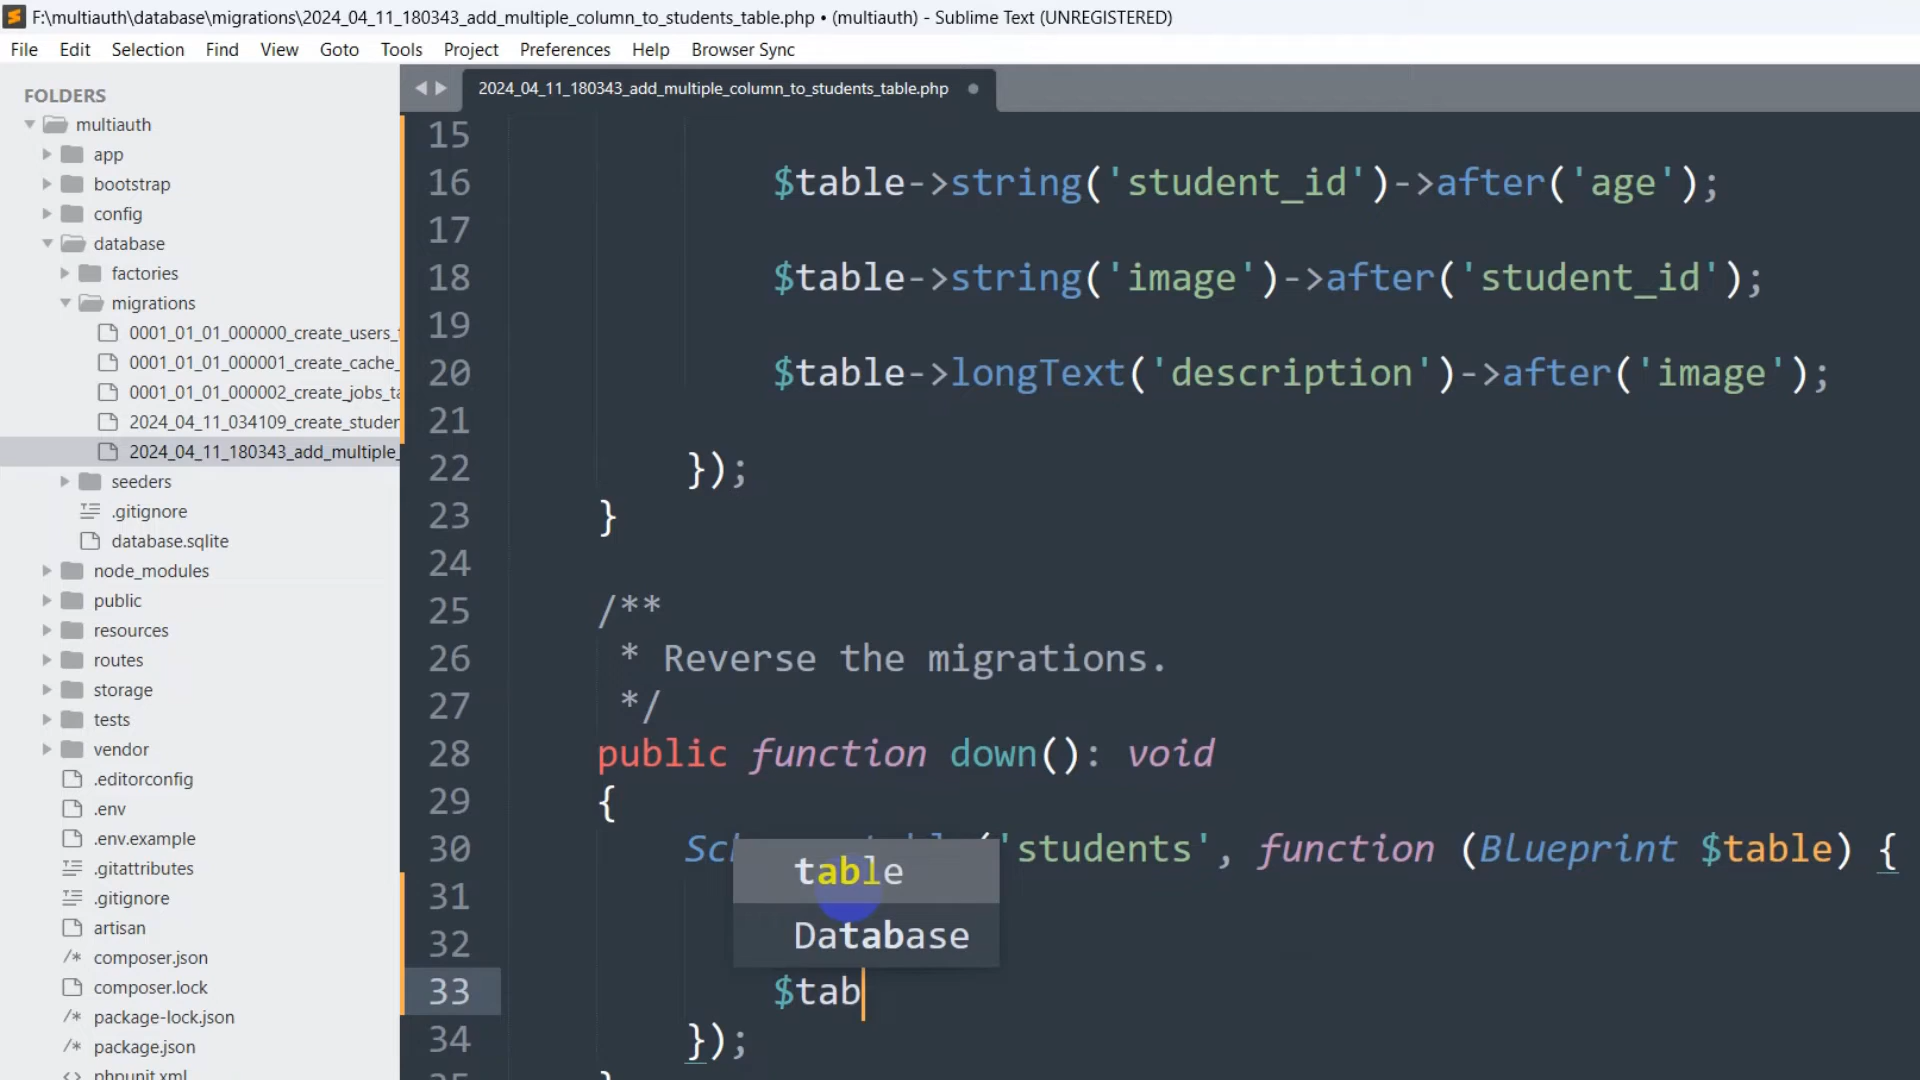 F:\multiauth\database\migrations\2024_04_11_180343_add_multiple_column_to_students_table.php • (multiauth) - Sublime Text (UNREGISTERED)
File Edit Selection Find View Goto Tools Project Preferences Help Browser Sync
FOLDERS
multiauth
app
bootstrap
config
database
factories
migrations
0001_01_01_000000_create_users_
0001_01_01_000001_create_cache_
0001_01_01_000002_create_jobs_ta
2024_04_11_034109_create_studen
2024_04_11_180343_add_multiple_
seeders
.gitignore
database.sqlite
node_modules
public
resources
routes
storage
tests
vendor
.editorconfig
.env
.env.example
.gitattributes
.gitignore
artisan
composer.json
composer.lock
package-lock.json
package.json
phpunit.xml
2024_04_11_180343_add_multiple_column_to_students_table.php
15
16 $table->string('student_id')->after('age');
17
18 $table->string('image')->after('student_id');
19
20 $table->longText('description')->after('image');
21
22 });
23 }
24
25 /**
26 * Reverse the migrations.
27 */
28 public function down(): void
29 {
30 Sc ('students', function (Blueprint $table) {
table
31
Database
32
33 $tab
34 });
35 }